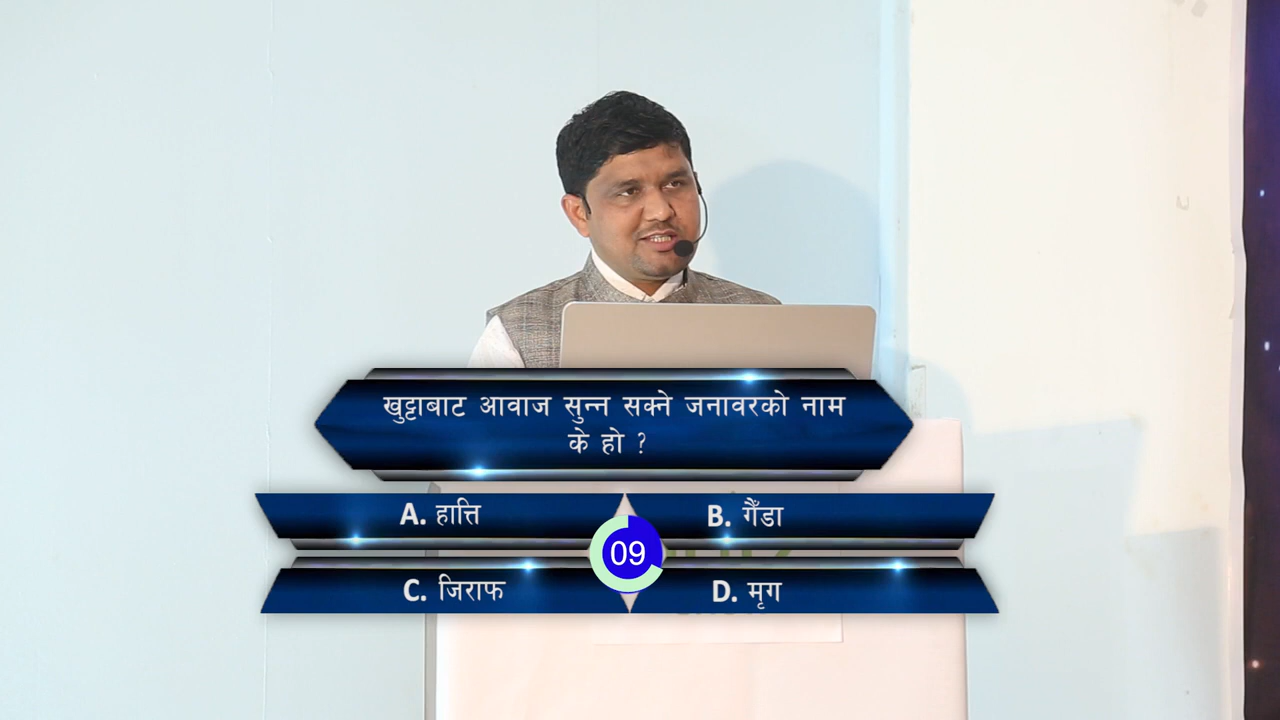 खुट्टाबाट आवाज सुन्न सक्ने जनावरको नाम
के हो ?
A. हात्ति
B. गैँडा
09
C. जिराफ
D. मृग